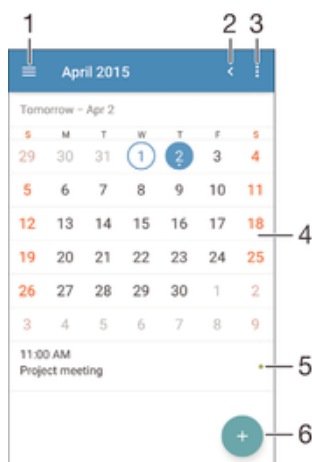 1 2 3
April 2015
Tomorrow – Apr 2
S M T W T F S
29 30 31 1 2 3 4
5 6 7 8 9 10 11
12 13 14 15 16 17 18
4
19 20 21 22 23 24 25
26 27 28 29 30 1 2
3 4 5 6 7 8 9
11:00 AM
Project meeting
5
+ 6